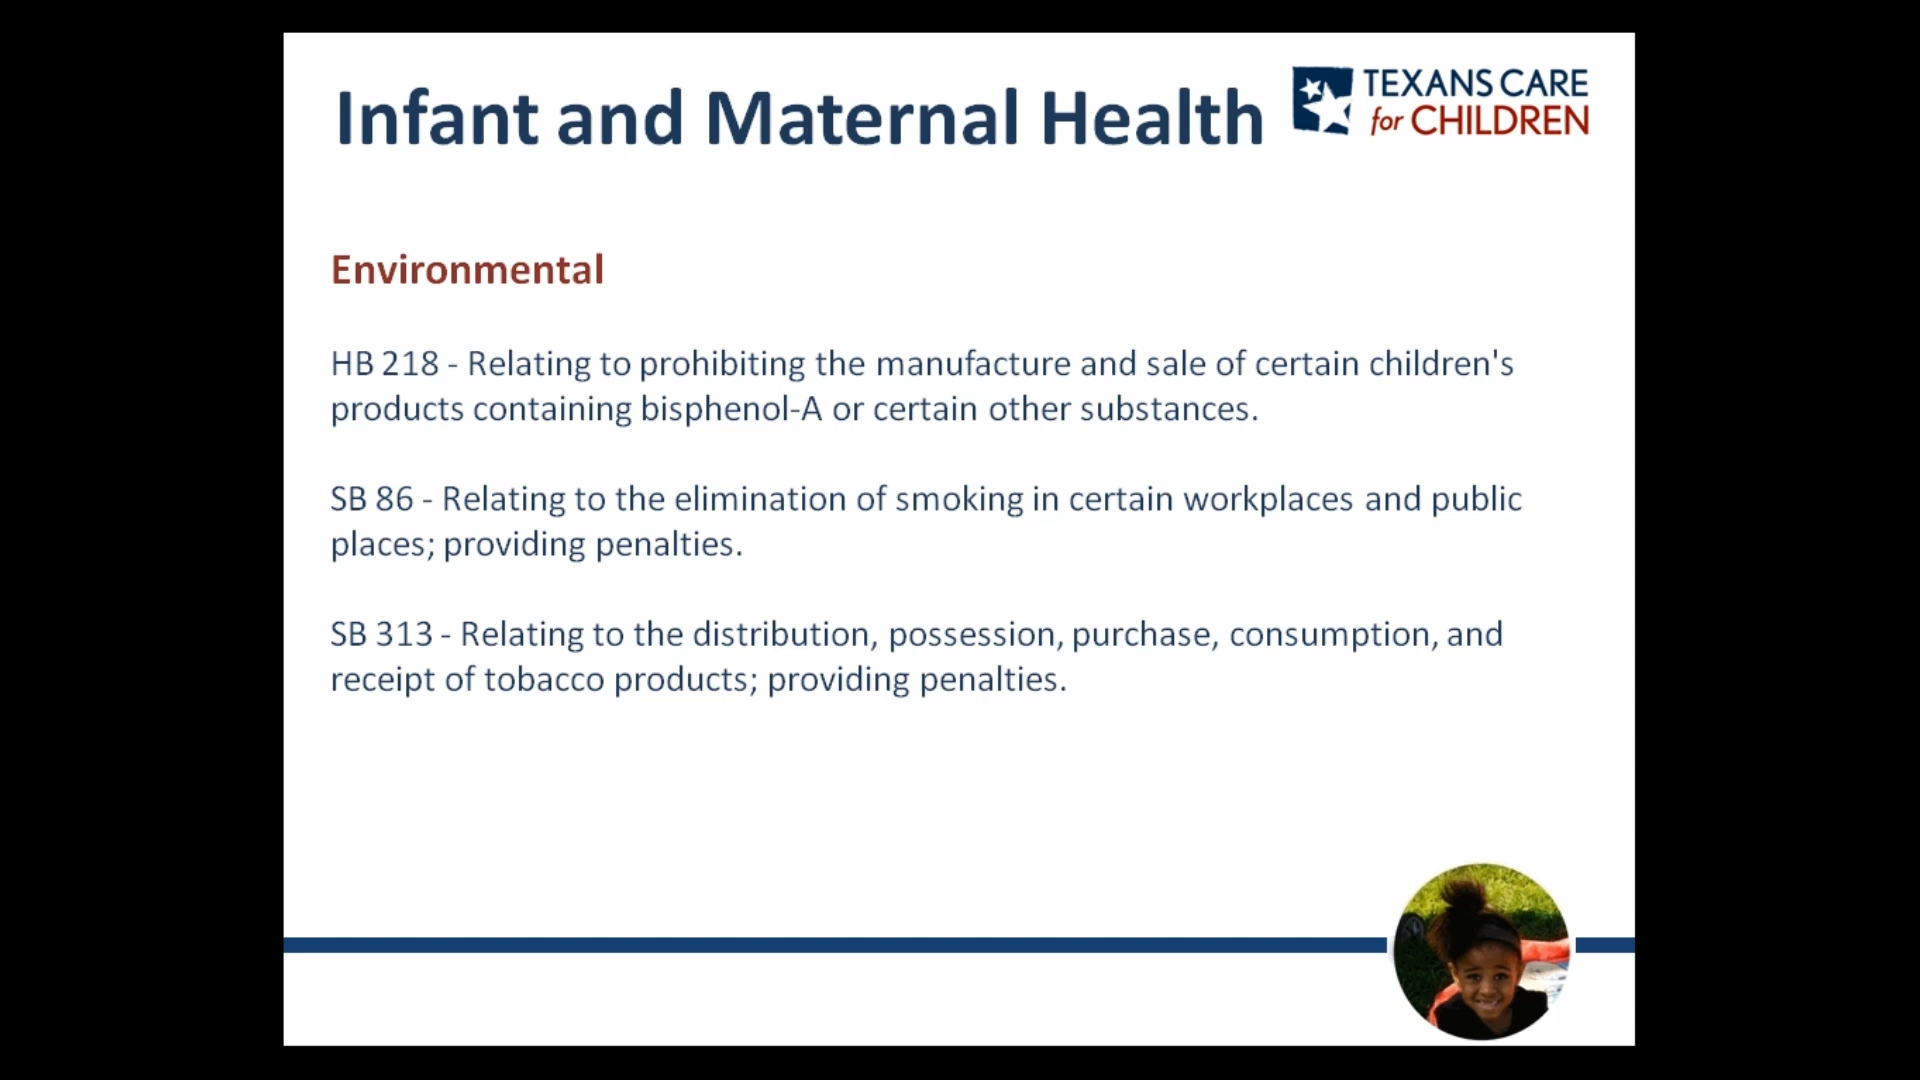 Infant and Maternal Health
TEXANS CARE
for CHILDREN
Environmental
HB 218 - Relating to prohibiting the manufacture and sale of certain children's
products containing bisphenol-A or certain other substances.
SB 86 - Relating to the elimination of smoking in certain workplaces and public
places; providing penalties.
SB 313 - Relating to the distribution, possession, purchase, consumption, and
receipt of tobacco products; providing penalties.